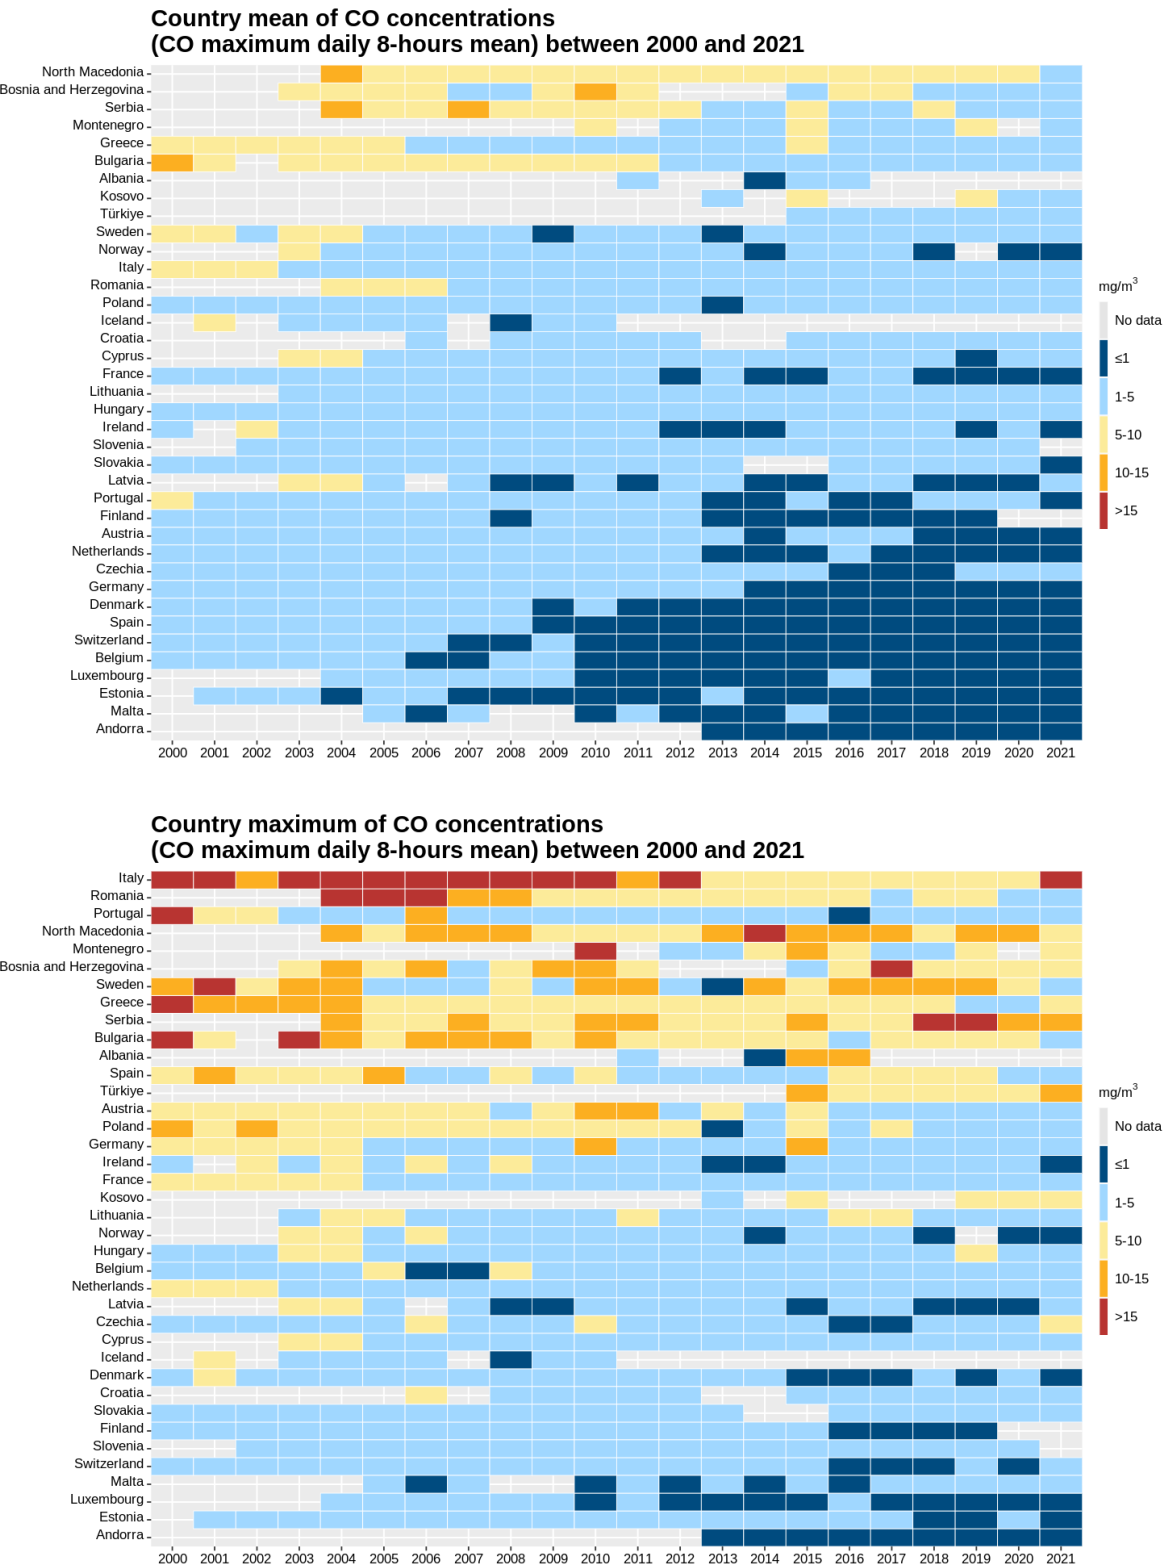 Country mean of CO concentrations
(CO maximum daily 8-hours mean) between 2000 and 2021
North Macedonia
Bosnia and Herzegovina
Serbia
Montenegro
Greece
Bulgaria
Albania
Kosovo
Türkiye
Sweden
Norway
Italy
Romania
Poland
Iceland
Croatia
Cyprus
France
Lithuania
Hungary
Ireland
Slovenia
Slovakia
Latvia
Portugal
Finland
Austria
Netherlands
Czechia
Germany
Denmark
Spain
Switzerland
Belgium
Luxembourg
Estonia
Malta
Andorra
2000 2001 2002 2003 2004 2005 2006 2007 2008 2009 2010 2011 2012 2013 2014 2015 2016 2017 2018 2019 2020 2021
mg/m³
No data
≤1
1-5
5-10
10-15
>15
Country maximum of CO concentrations
(CO maximum daily 8-hours mean) between 2000 and 2021
Italy
Romania
Portugal
North Macedonia
Montenegro
Bosnia and Herzegovina
Sweden
Greece
Serbia
Bulgaria
Albania
Spain
Türkiye
Austria
Poland
Germany
Ireland
France
Kosovo
Lithuania
Norway
Hungary
Belgium
Netherlands
Latvia
Czechia
Cyprus
Iceland
Denmark
Croatia
Slovakia
Finland
Slovenia
Switzerland
Malta
Luxembourg
Estonia
Andorra
2000 2001 2002 2003 2004 2005 2006 2007 2008 2009 2010 2011 2012 2013 2014 2015 2016 2017 2018 2019 2020 2021
mg/m³
No data
≤1
1-5
5-10
10-15
>15